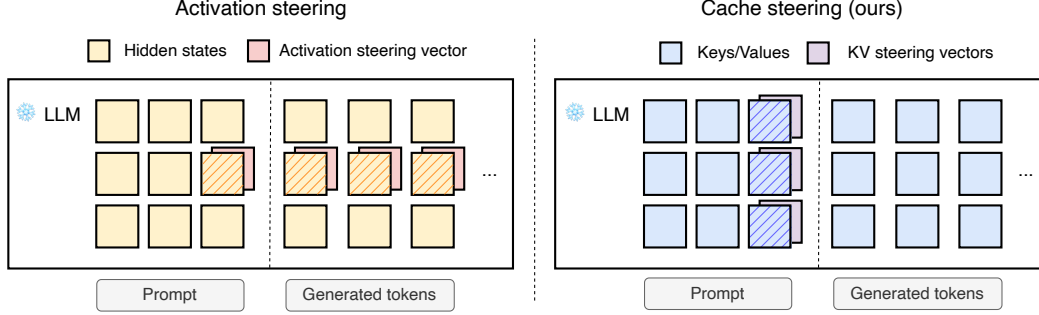 Activation steering
Hidden states
Activation steering vector
LLM
...
Prompt
Generated tokens
Cache steering (ours)
Keys/Values
KV steering vectors
LLM
...
Prompt
Generated tokens